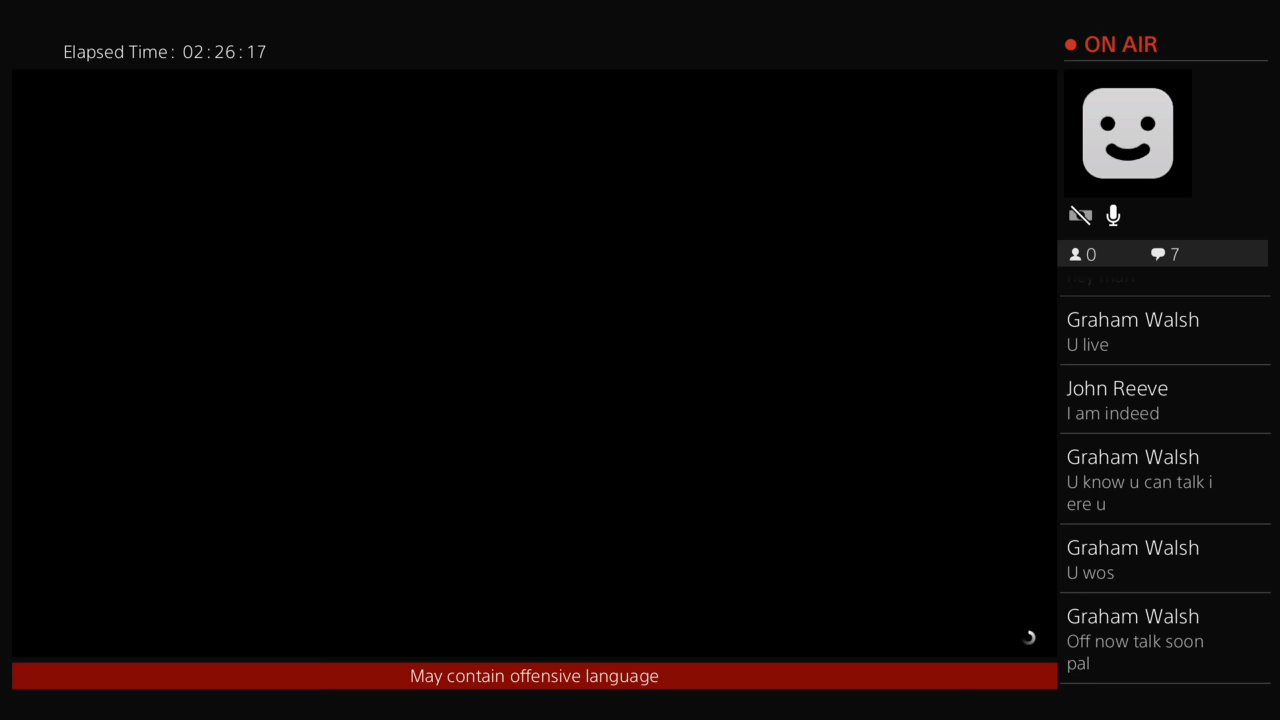 Elapsed Time: 02:26:17
ON AIR
0 7
Graham Walsh
U live
John Reeve
I am indeed
Graham Walsh
U know u can talk i
ere u
Graham Walsh
U wos
Graham Walsh
Off now talk soon
pal
May contain offensive language